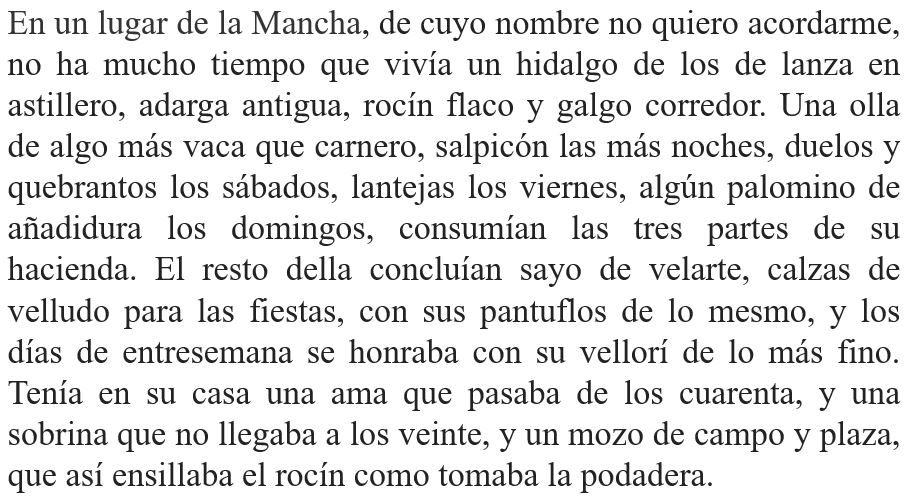 En un lugar de la Mancha, de cuyo nombre no quiero acordarme,
no ha mucho tiempo que vivía un hidalgo de los de lanza en
astillero, adarga antigua, rocín flaco y galgo corredor. Una olla
de algo más vaca que carnero, salpicón las más noches, duelos y
quebrantos los sábados, lantejas los viernes, algún palomino de
añadidura los domingos, consumían las tres partes de su
hacienda. El resto della concluían sayo de velarte, calzas de
velludo para las fiestas, con sus pantuflos de lo mesmo, y los
días de entresemana se honraba con su vellorí de lo más fino.
Tenía en su casa una ama que pasaba de los cuarenta, y una
sobrina que no llegaba a los veinte, y un mozo de campo y plaza,
que así ensillaba el rocín como tomaba la podadera.